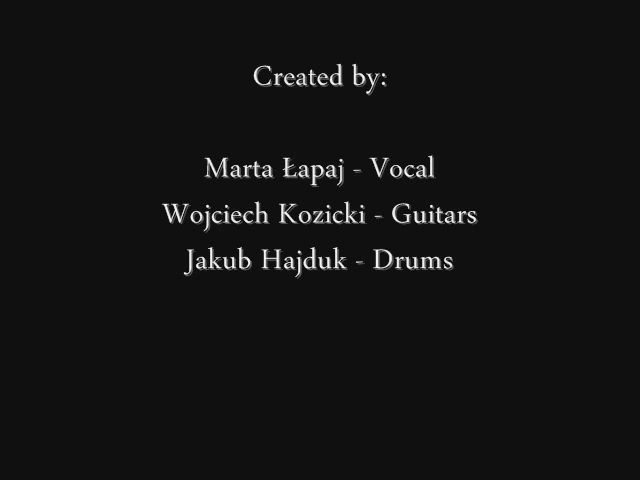 Created by:
Marta Łapaj - Vocal
Wojciech Kozicki - Guitars
Jakub Hajduk - Drums